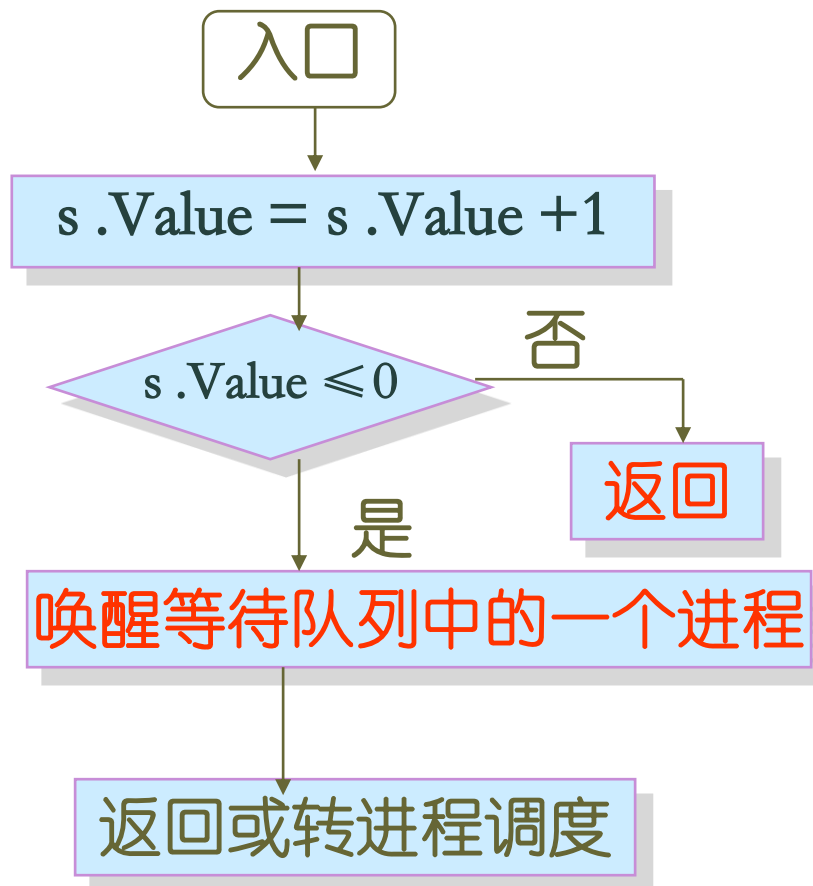 入口
s .Value = s .Value +1
s .Value ≤0
否
返回
是
唤醒等待队列中的一个进程
返回或转进程调度